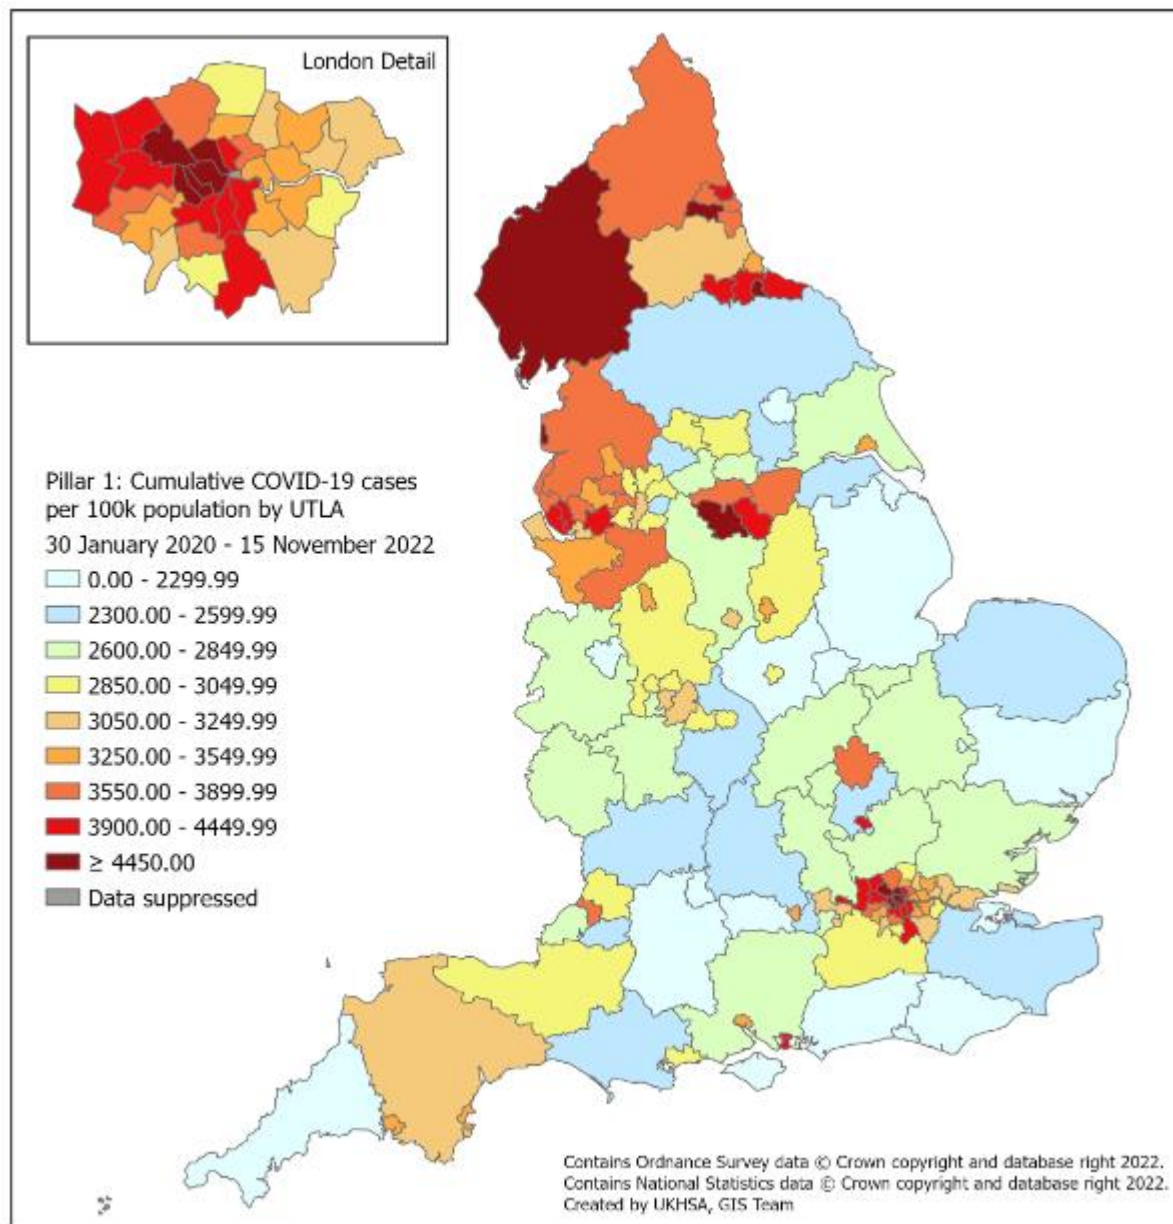 London Detail
Pillar 1: Cumulative COVID-19 cases
per 100k population by UTLA
30 January 2020 - 15 November 2022
0.00 - 2299.99
2300.00 - 2599.99
2600.00 - 2849.99
2850.00 - 3049.99
3050.00 - 3249.99
3250.00 - 3549.99
3550.00 - 3899.99
3900.00 - 4449.99
≥ 4450.00
Data suppressed
Contains Ordnance Survey data © Crown copyright and database right 2022.
Contains National Statistics data © Crown copyright and database right 2022.
Created by UKHSA, GIS Team